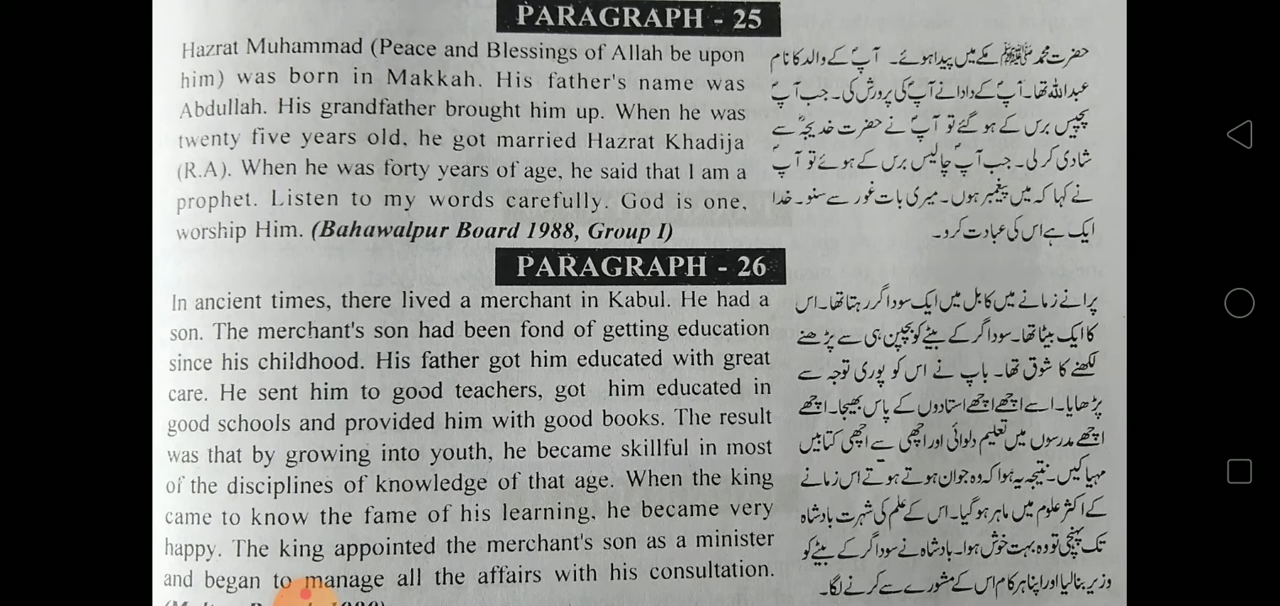 PARAGRAPH - 25
Hazrat Muhammad (Peace and Blessings of Allah be upon
him) was born in Makkah. His father's name was
Abdullah. His grandfather brought him up. When he was
twenty five years old, he got married Hazrat Khadija
(R.A). When he was forty years of age, he said that I am a
prophet. Listen to my words carefully. God is one,
worship Him. (Bahawalpur Board 1988, Group I)
حضرت محمد ﷺ مکے میں پیدا ہوئے۔ آپؐ کے والد کا نام
عبداللہ تھا۔ آپؐ کے دادا نے آپؐ کی پرورش کی۔ جب آپؐ
پچیس برس کے ہو گئے تو آپؐ نے حضرت خدیجہؓ سے
شادی کر لی۔ جب آپؐ چالیس برس کے ہوئے تو آپؐ
نے کہا کہ میں پیغمبر ہوں۔ میری بات غور سے سنو۔ خدا
ایک ہے اس کی عبادت کرو۔
PARAGRAPH - 26
In ancient times, there lived a merchant in Kabul. He had a
son. The merchant's son had been fond of getting education
since his childhood. His father got him educated with great
care. He sent him to good teachers, got him educated in
good schools and provided him with good books. The result
was that by growing into youth, he became skillful in most
of the disciplines of knowledge of that age. When the king
came to know the fame of his learning, he became very
happy. The king appointed the merchant's son as a minister
and began to manage all the affairs with his consultation.
پرانے زمانے میں کابل میں ایک سوداگر رہتا تھا۔ اس
کا ایک بیٹا تھا۔ سوداگر کے بیٹے کو بچپن ہی سے پڑھنے
لکھنے کا شوق تھا۔ باپ نے اس کو پوری توجہ سے
پڑھایا۔ اسے اچھے اچھے استادوں کے پاس بھیجا۔ اچھے
اچھے مدرسوں میں تعلیم دلوائی اور اچھی سے اچھی کتابیں
مہیا کیں۔ نتیجہ یہ ہوا کہ وہ جوان ہوتے ہوتے اس زمانے
کے اکثر علوم میں ماہر ہو گیا۔ اس کے علم کی شہرت بادشاہ
تک پہنچی تو وہ بہت خوش ہوا۔ بادشاہ نے سوداگر کے بیٹے کو
وزیر بنا لیا اور اپنا ہر کام اس کے مشورے سے کرنے لگا۔